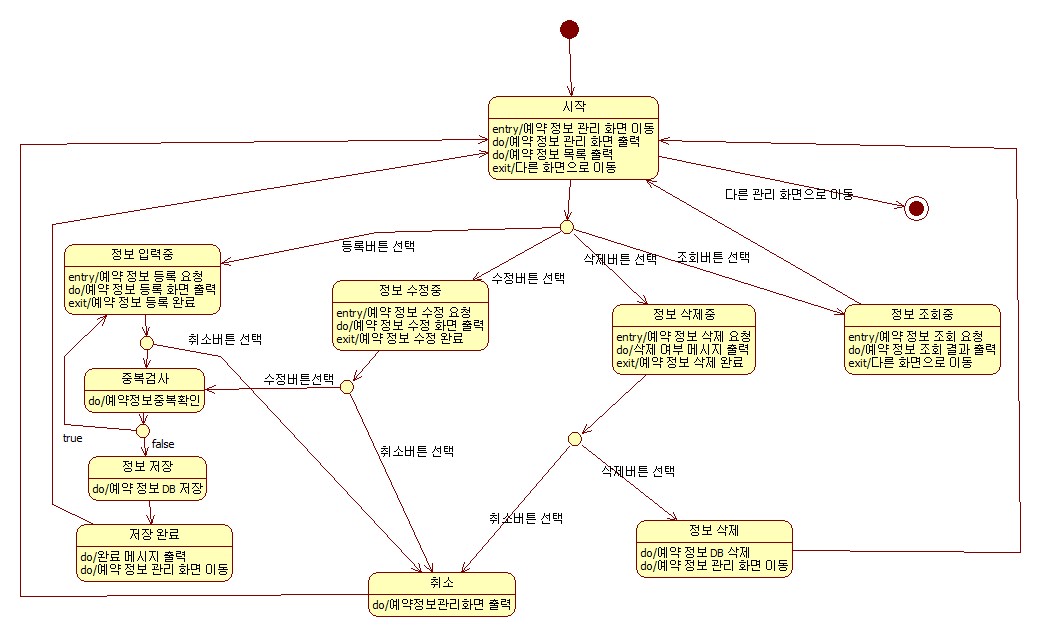 시작
entry/예약 정보 관리 화면 이동
do/예약 정보 관리 화면 출력
do/예약 정보 목록 출력
exit/다른 화면으로 이동
다른 관리 화면으로 이동
등록버튼 선택
수정버튼 선택
삭제버튼 선택
조회버튼 선택
정보 입력중
entry/예약 정보 등록 요청
do/예약 정보 등록 화면 출력
exit/예약 정보 등록 완료
정보 수정중
entry/예약 정보 수정 요청
do/예약 정보 수정 화면 출력
exit/예약 정보 수정 완료
정보 삭제중
entry/예약 정보 삭제 요청
do/삭제 여부 메시지 출력
exit/예약 정보 삭제 완료
정보 조회중
entry/예약 정보 조회 요청
do/예약 정보 조회 결과 출력
exit/다른 화면으로 이동
취소버튼 선택
중복검사
do/예약정보중복확인
수정버튼선택
true
false
취소버튼 선택
정보 저장
do/예약 정보 DB 저장
삭제버튼 선택
취소버튼 선택
저장 완료
do/완료 메시지 출력
do/예약 정보 관리 화면 이동
정보 삭제
do/예약 정보 DB 삭제
do/예약 정보 관리 화면 이동
취소
do/예약정보관리화면 출력